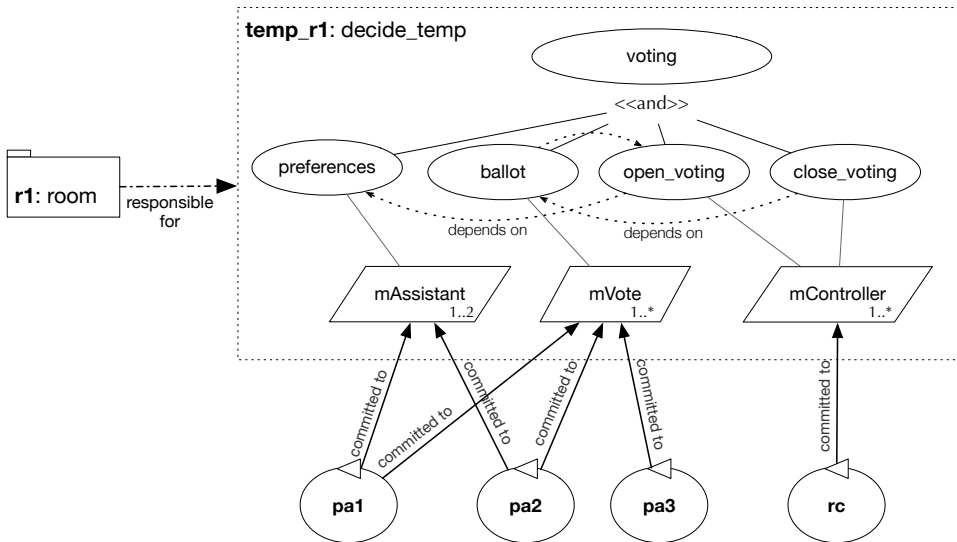 temp_r1: decide_temp
voting
<<and>>
preferences
ballot
open_voting
close_voting
r1: room
responsible
for
depends on
depends on
mAssistant
1..2
mVote
1..*
mController
1..*
committed to
committed to
committed to
committed to
committed to
committed to
pa1
pa2
pa3
rc